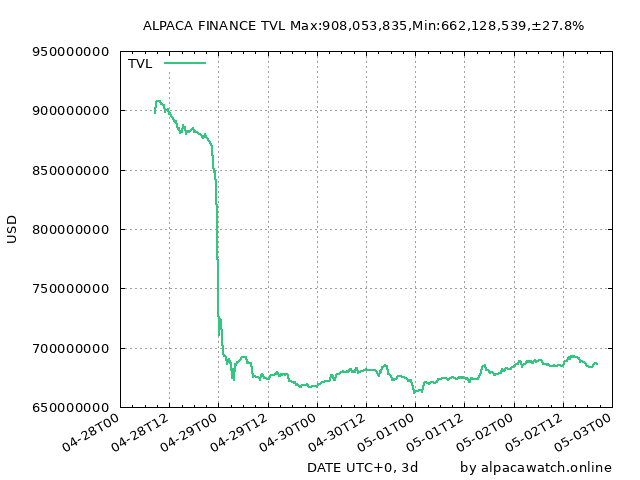 ALPACA FINANCE TVL Max:908,053,835,Min:662,128,539,±27.8%
TVL
950000000
900000000
850000000
800000000
750000000
700000000
650000000
USD
04-28T00
04-28T12
04-29T00
04-29T12
04-30T00
04-30T12
05-01T00
05-01T12
05-02T00
05-02T12
05-03T00
DATE UTC+0, 3d
by alpacawatch.online